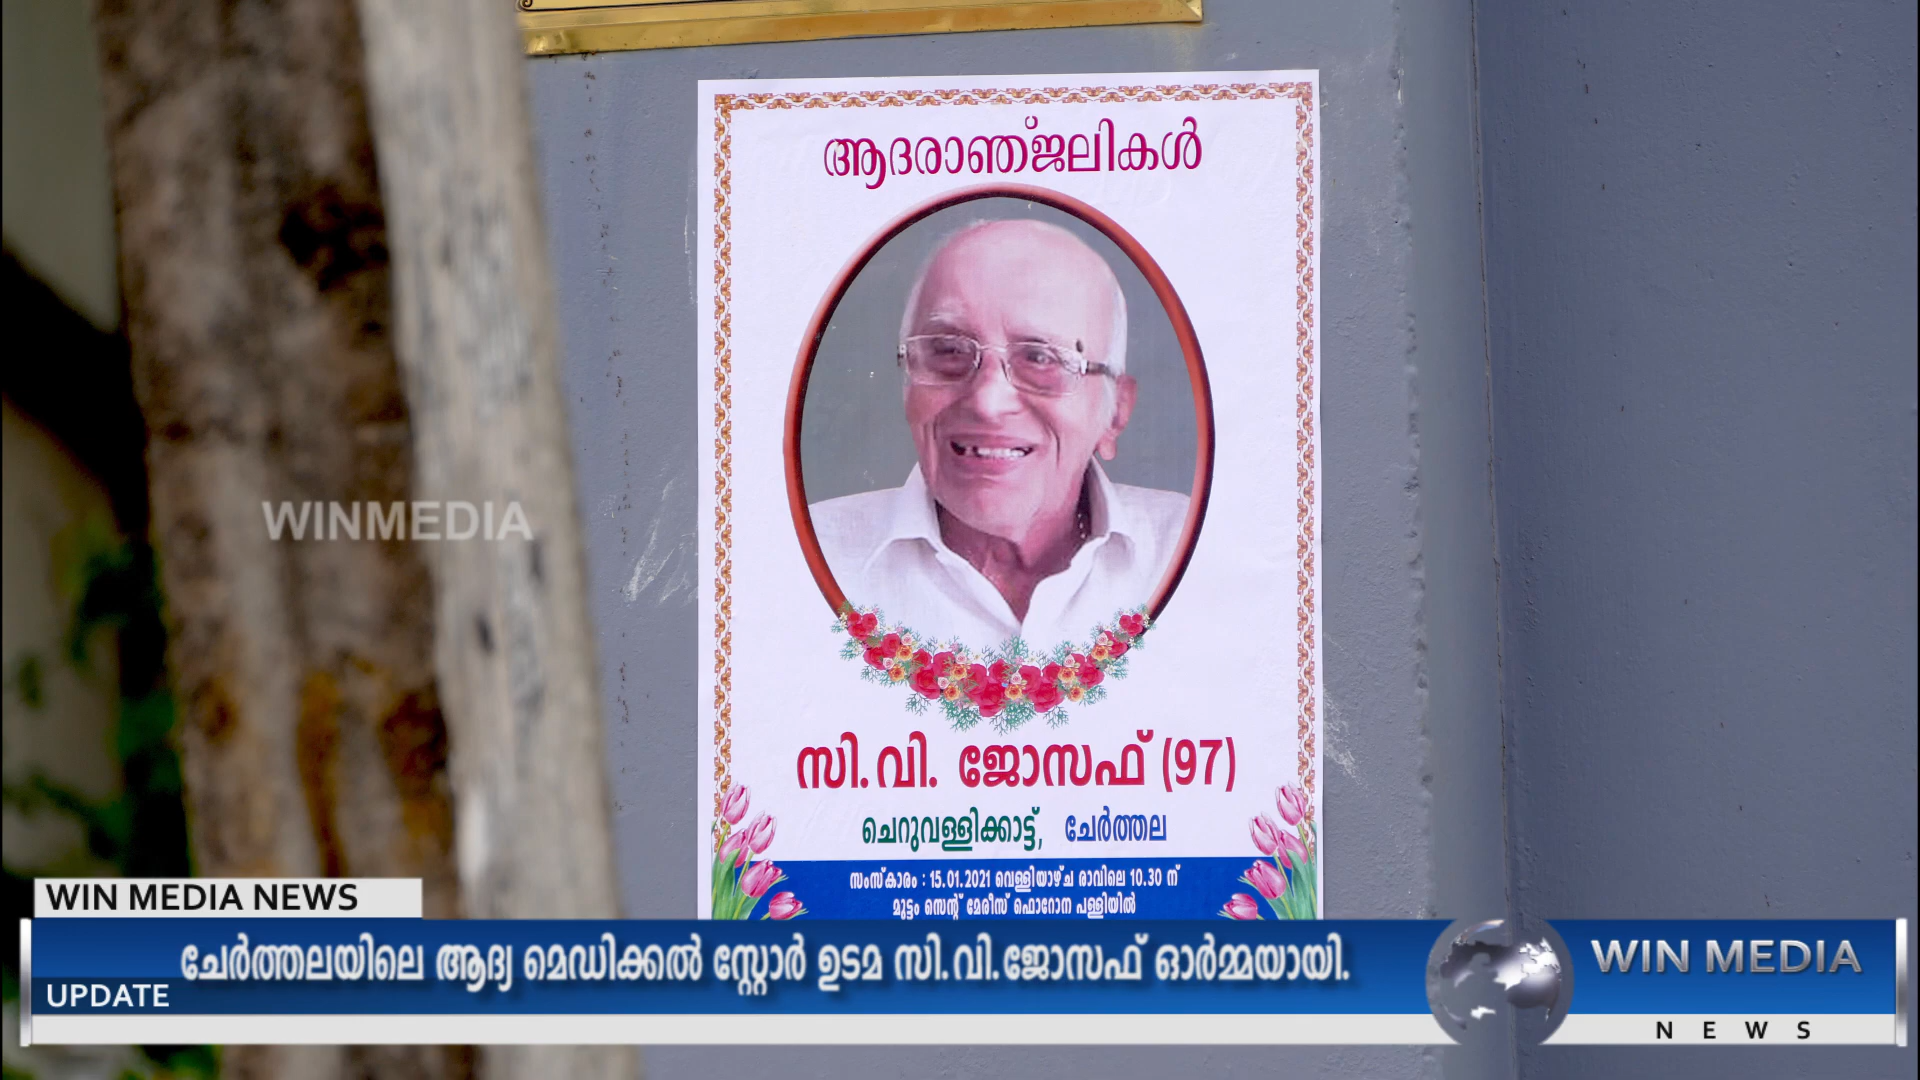 ആദരാഞ്ജലികൾ
WINMEDIA
സി.വി. ജോസഫ് (97)
ചെറുവള്ളിക്കാട്ട്, ചേർത്തല
സംസ്കാരം : 15.01.2021 വെള്ളിയാഴ്ച രാവിലെ 10.30 ന്
മുട്ടം സെന്റ് മേരീസ് ഫൊറോന പള്ളിയിൽ
WIN MEDIA NEWS
ചേർത്തലയിലെ ആദ്യ മെഡിക്കൽ സ്റ്റോർ ഉടമ സി.വി.ജോസഫ് ഓർമ്മയായി.
UPDATE
WIN MEDIA
NEWS